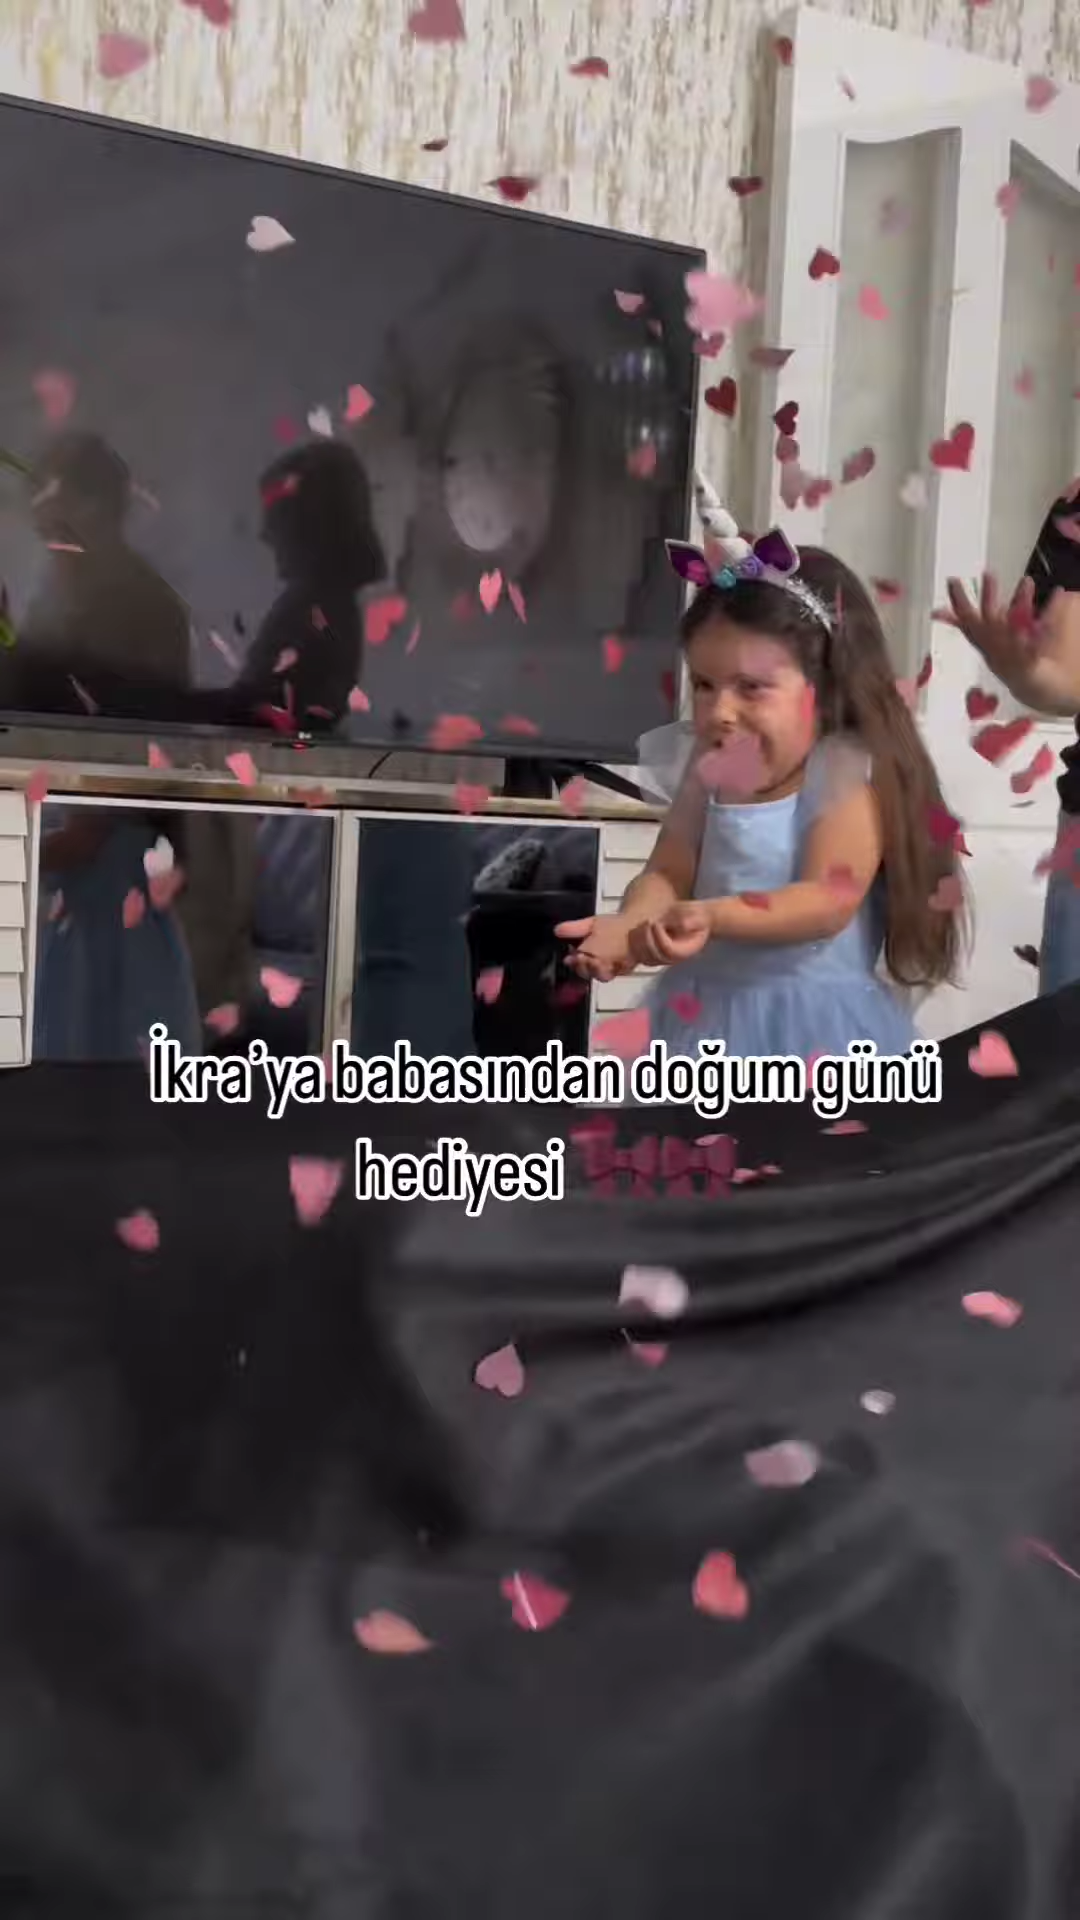 İkra’ya babasından doğum günü
hediyesi 🎀🎀